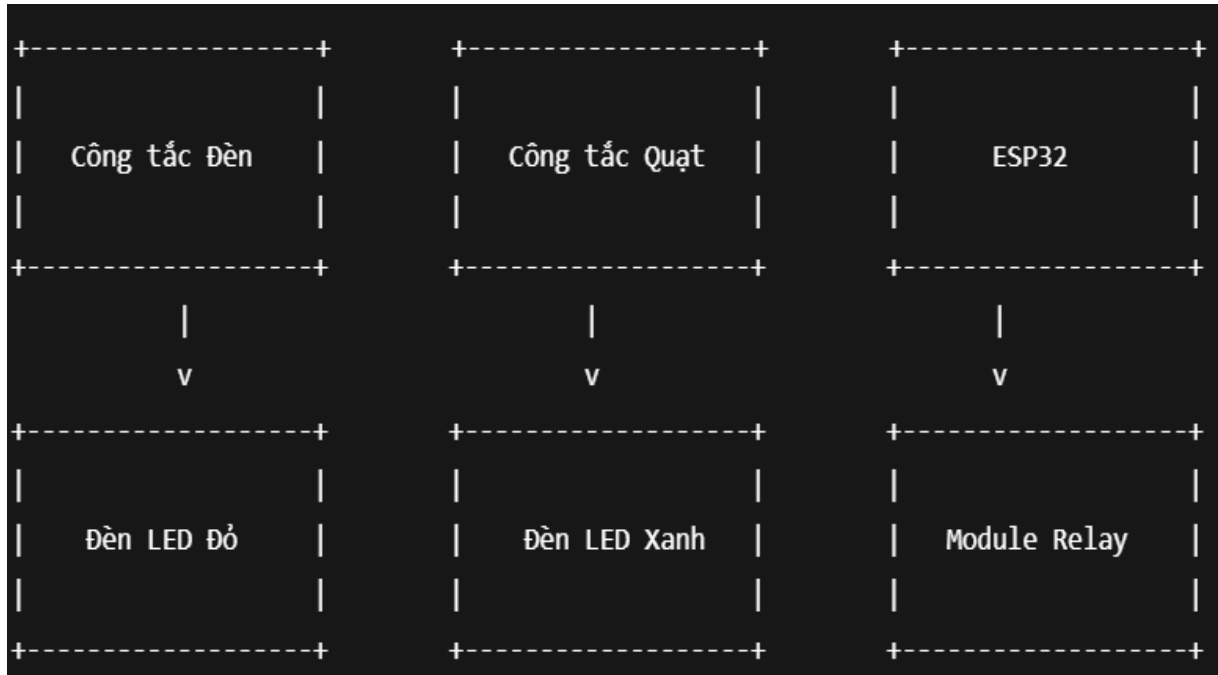 Công tắc Đèn
Công tắc Quạt
ESP32
v
v
v
Đèn LED Đỏ
Đèn LED Xanh
Module Relay